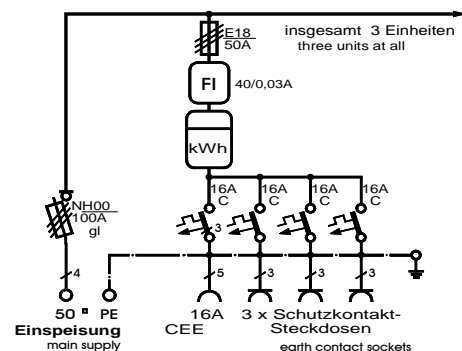 insgesamt 3 Einheiten
three units at all
E18
50A
FI
40/0,03A
kWh
16A
C
16A
C
16A
C
16A
C
NH00
100A
gl
3
4
5
3
3
3
50 PE
Einspeisung
main supply
16A
CEE
3 x Schutzkontakt-
Steckdosen
earth contact sockets